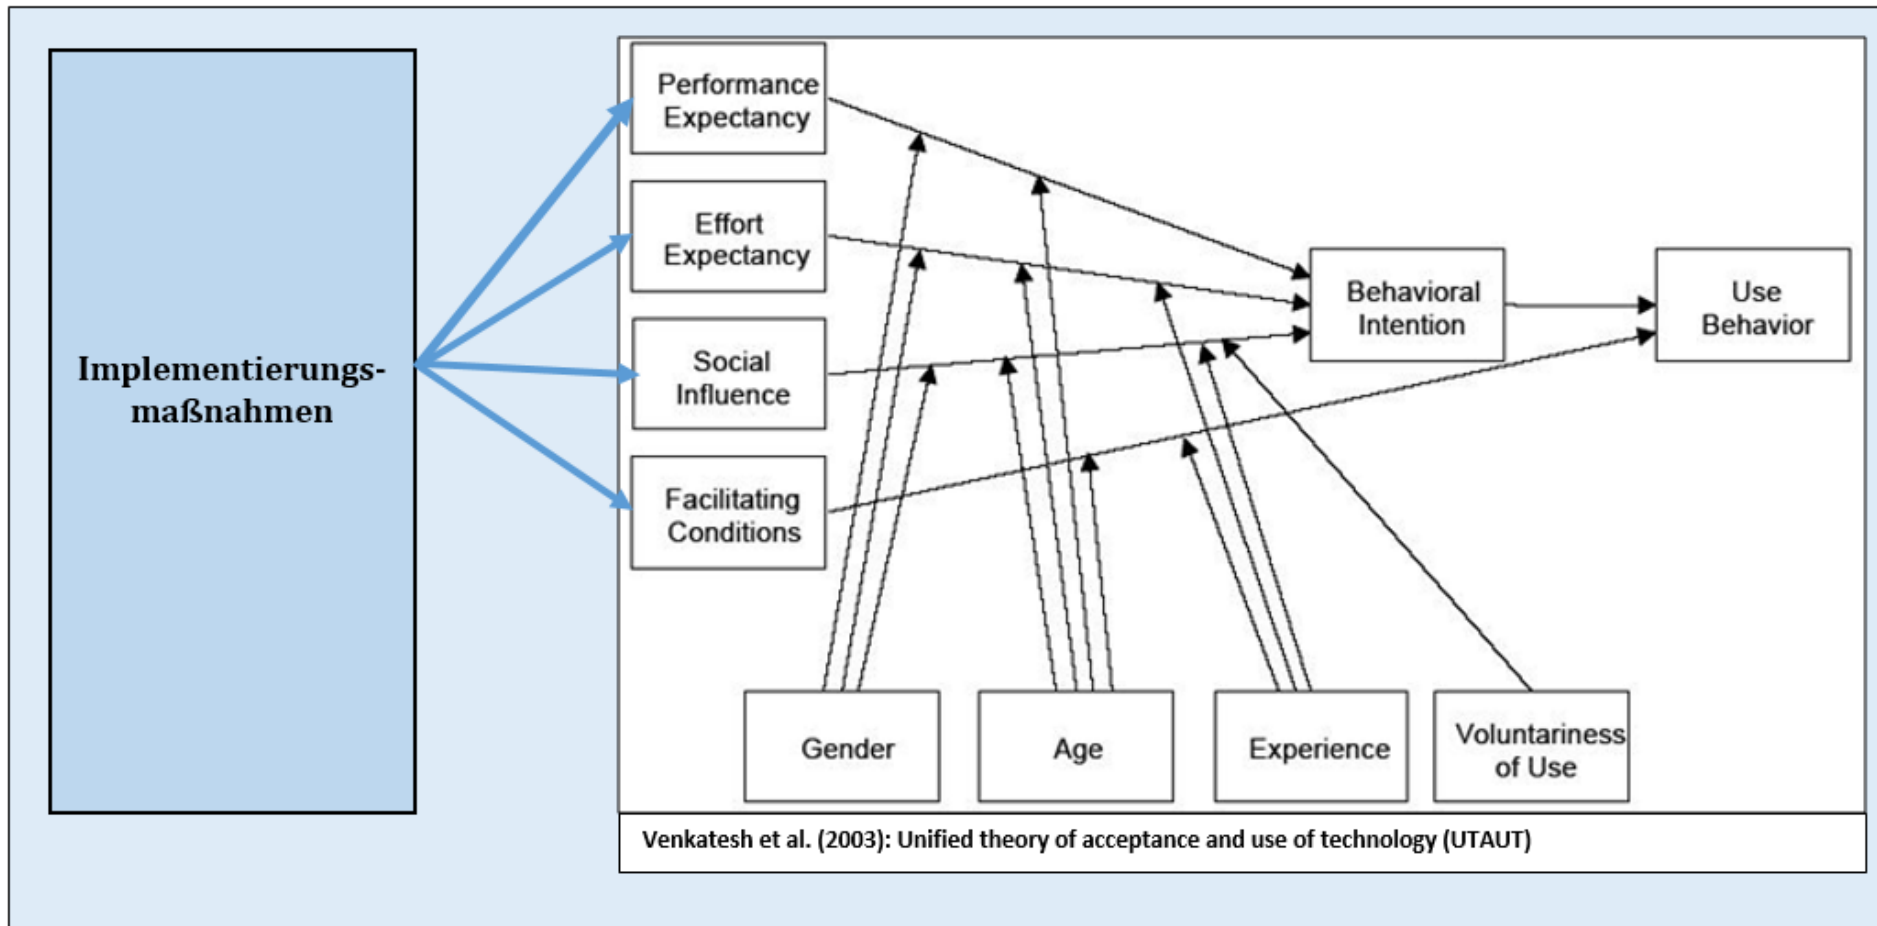 Implementierungs-
maßnahmen
Performance
Expectancy
Effort
Expectancy
Social
Influence
Facilitating
Conditions
Behavioral
Intention
Use
Behavior
Gender
Age
Experience
Voluntariness
of Use
Venkatesh et al. (2003): Unified theory of acceptance and use of technology (UTAUT)